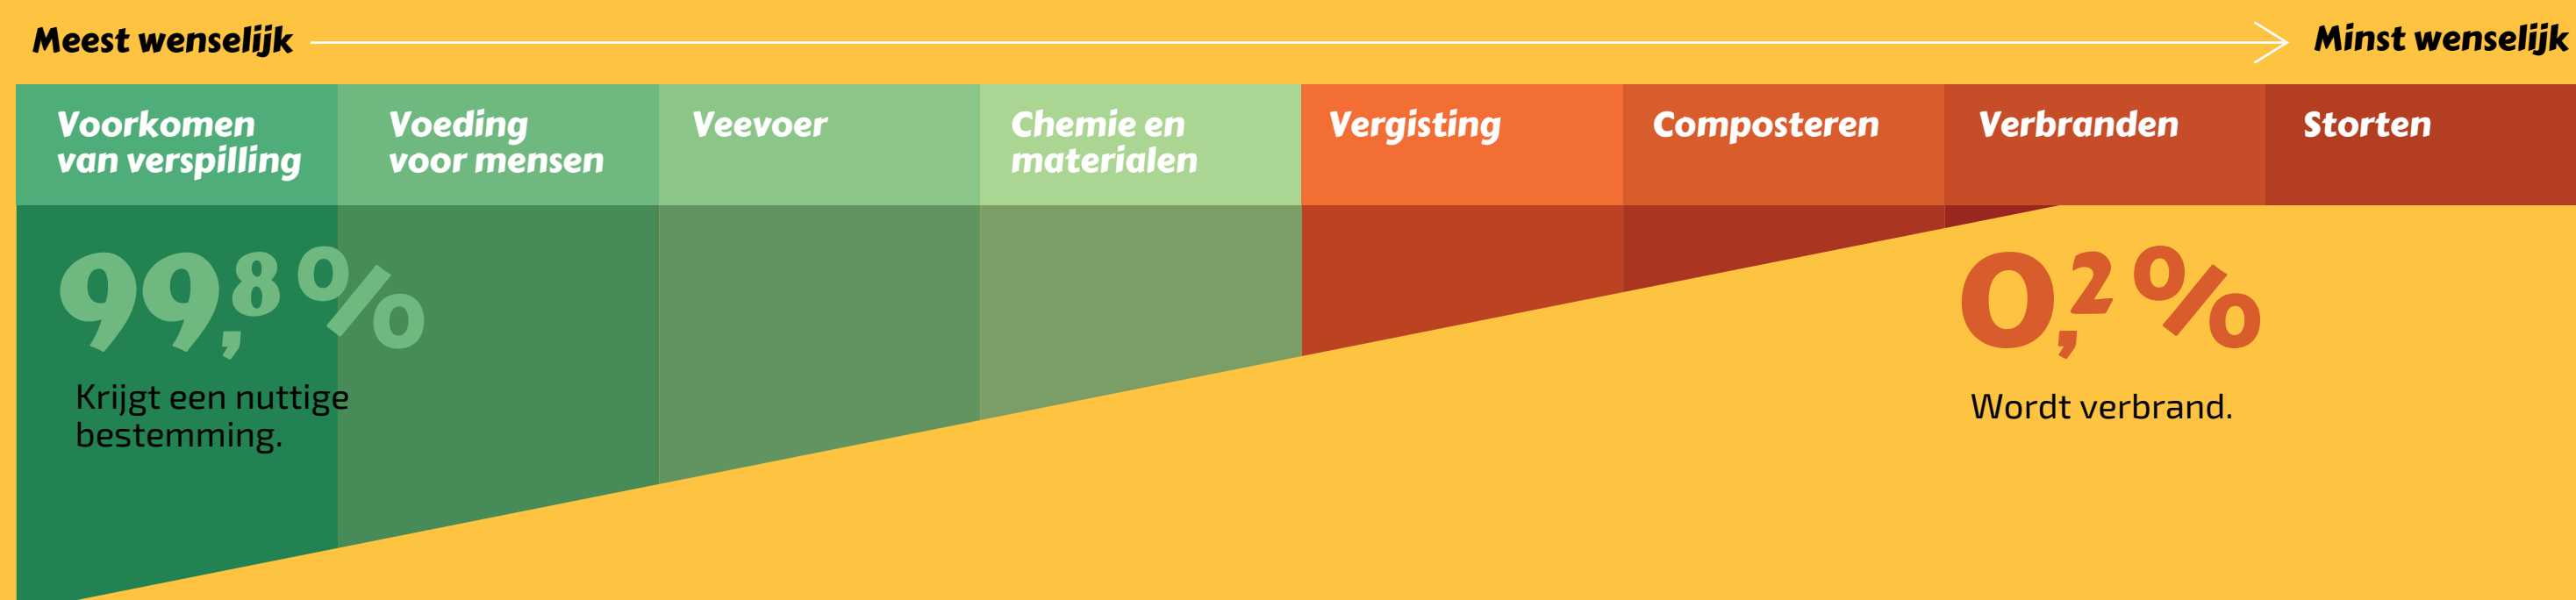 Meest wenselijk
Minst wenselijk
Voorkomen
van verspilling
Voeding
voor mensen
Veevoer
Chemie en
materialen
Vergisting
Composteren
Verbranden
Storten
99,8%
Krijgt een nuttige
bestemming.
0,2%
Wordt verbrand.